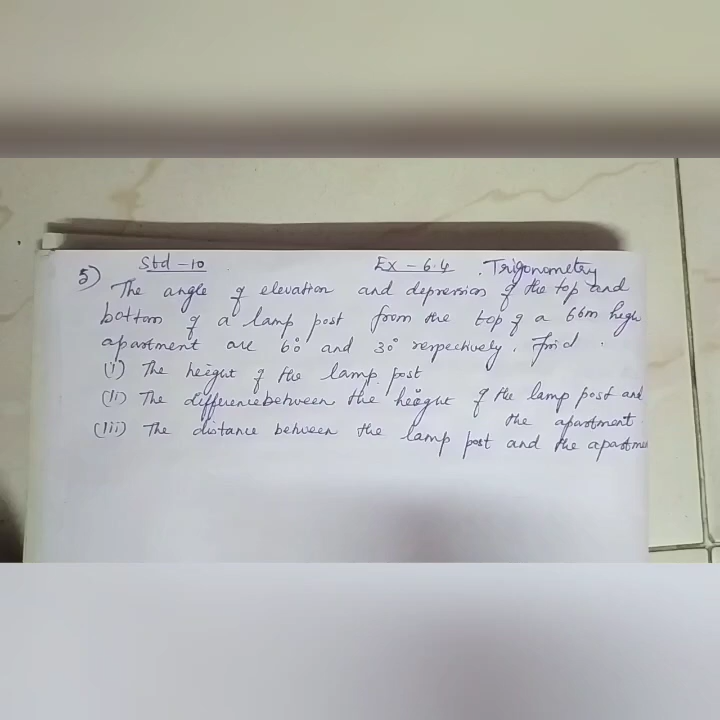 Std - 10 Ex - 6.4 . Trigonometry
5) The angle of elevation and depression of the top and
bottom of a lamp post from the top of a 66m high
apartment are 60° and 30° respectively. Find .
(i) The height of the lamp post
(ii) The difference between the height of the lamp post and
the apartment.
(iii) The distance between the lamp post and the apartme